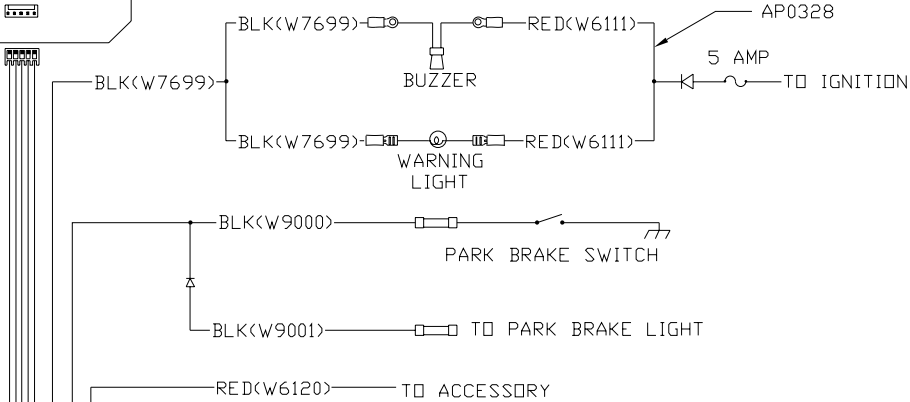 BLK(W7699)
RED(W6111)
AP0328
BUZZER
5 AMP
BLK(W7699)
TO IGNITION
BLK(W7699)
RED(W6111)
WARNING
LIGHT
BLK(W9000)
PARK BRAKE SWITCH
BLK(W9001)
TO PARK BRAKE LIGHT
RED(W6120)
TO ACCESSORY